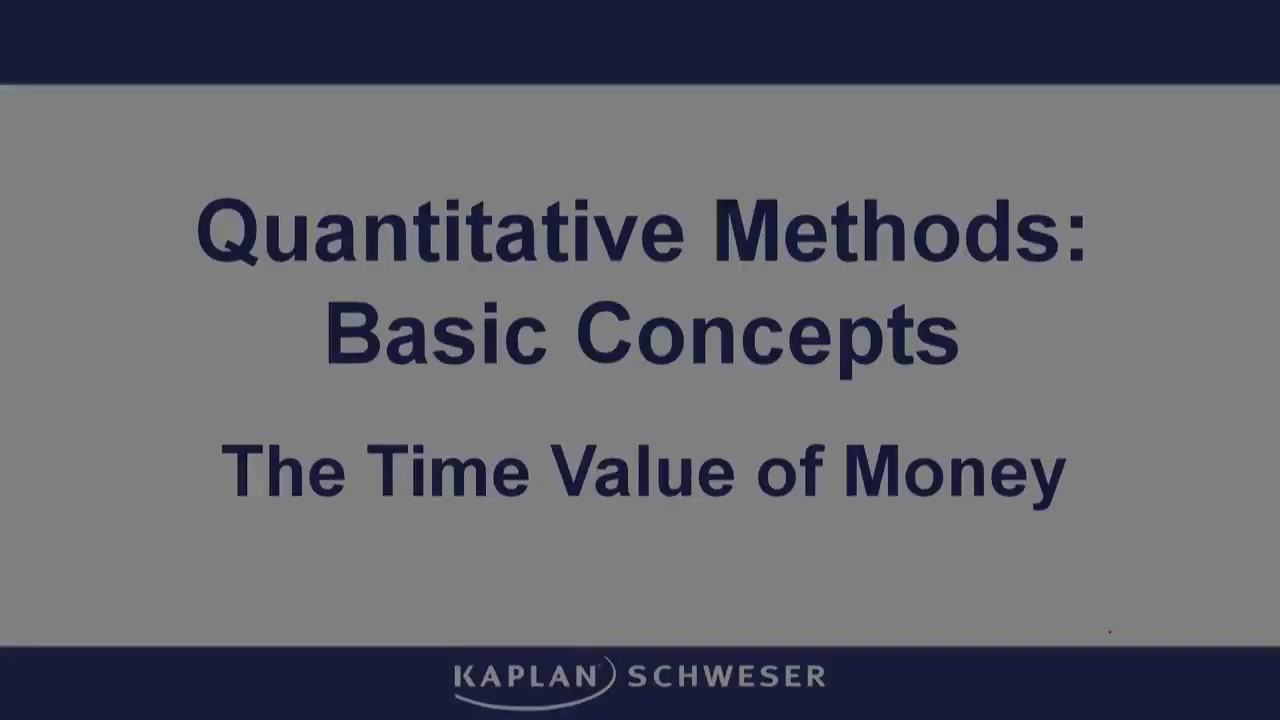 Quantitative Methods:
Basic Concepts
The Time Value of Money
KAPLAN SCHWESER